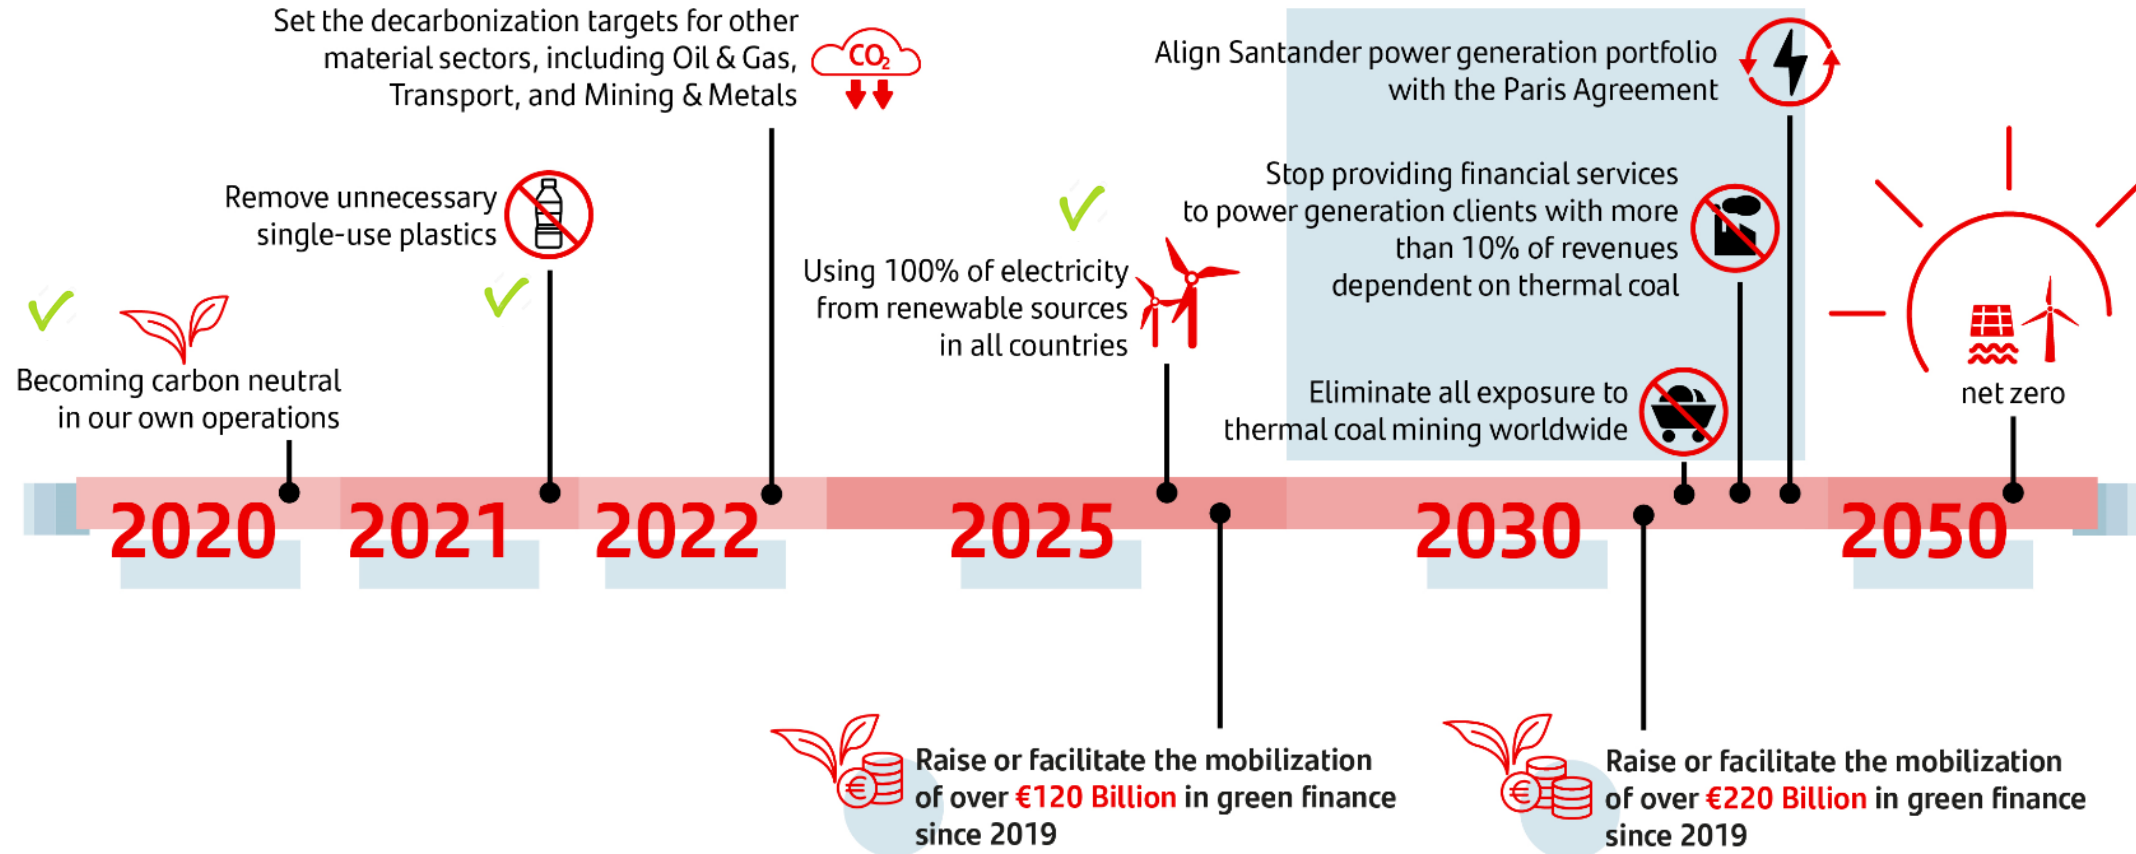 Set the decarbonization targets for other
material sectors, including Oil & Gas,
Transport, and Mining & Metals
CO₂
Align Santander power generation portfolio
with the Paris Agreement
Remove unnecessary
single-use plastics
Stop providing financial services
to power generation clients with more
than 10% of revenues
dependent on thermal coal
Using 100% of electricity
from renewable sources
in all countries
Becoming carbon neutral
in our own operations
Eliminate all exposure to
thermal coal mining worldwide
net zero
2020
2021
2022
2025
2030
2050
€
Raise or facilitate the mobilization
of over €120 Billion in green finance
since 2019
€
Raise or facilitate the mobilization
of over €220 Billion in green finance
since 2019